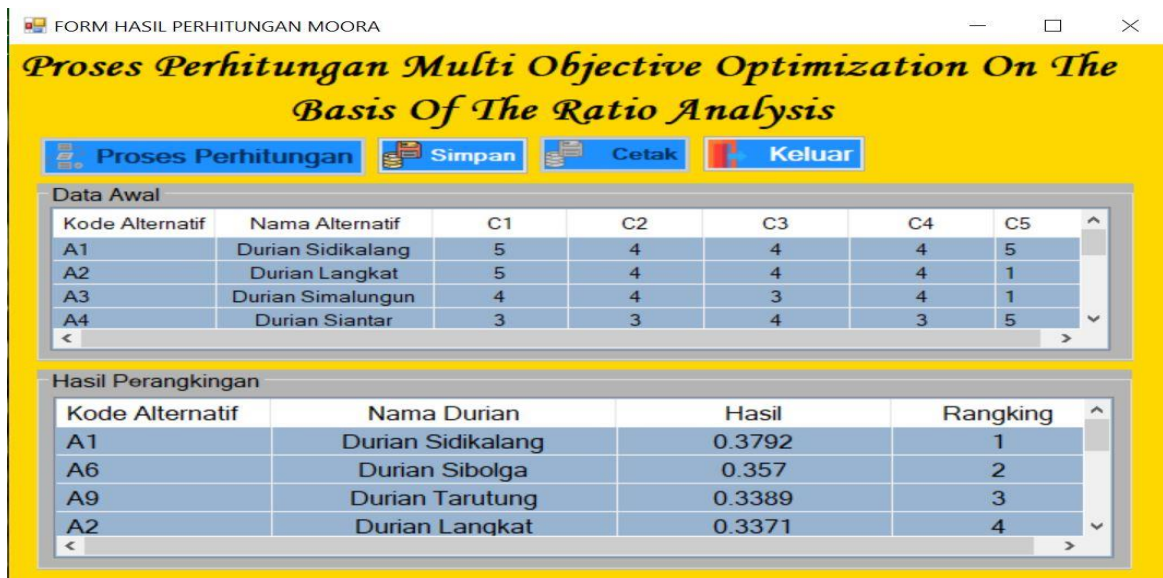 FORM HASIL PERHITUNGAN MOORA
Proses Perhitungan Multi Objective Optimization On The
Basis Of The Ratio Analysis
Proses Perhitungan Simpan Cetak Keluar
Data Awal
Kode Alternatif Nama Alternatif C1 C2 C3 C4 C5
A1 Durian Sidikalang 5 4 4 4 5
A2 Durian Langkat 5 4 4 4 1
A3 Durian Simalungun 4 4 3 4 1
A4 Durian Siantar 3 3 4 3 5
Hasil Perangkingan
Kode Alternatif Nama Durian Hasil Rangking
A1 Durian Sidikalang 0.3792 1
A6 Durian Sibolga 0.357 2
A9 Durian Tarutung 0.3389 3
A2 Durian Langkat 0.3371 4